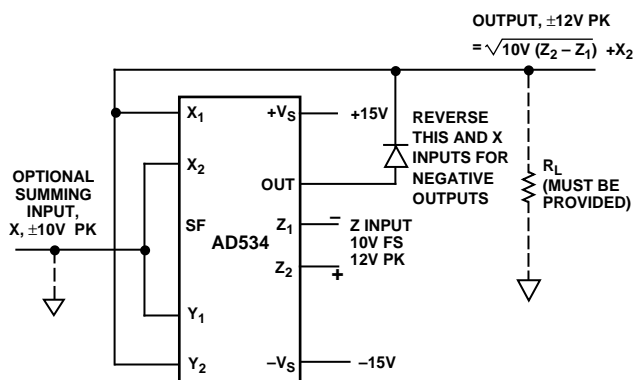 OUTPUT, ±12V PK
= √10V (Z2 – Z1) +X2
X1
+VS
+15V
REVERSE
THIS AND X
INPUTS FOR
NEGATIVE
OUTPUTS
OPTIONAL
SUMMING
INPUT,
X, ±10V PK
X2
OUT
RL
(MUST BE
PROVIDED)
SF
AD534
Z1
–
Z INPUT
10V FS
12V PK
Z2
+
Y1
Y2
–VS
–15V